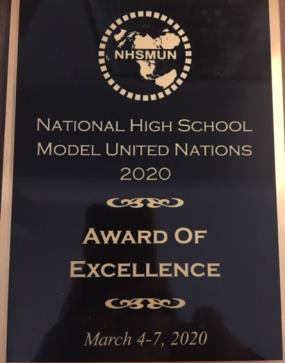 NHSMUN
NATIONAL HIGH SCHOOL
MODEL UNITED NATIONS
2020
AWARD OF
EXCELLENCE
March 4-7, 2020